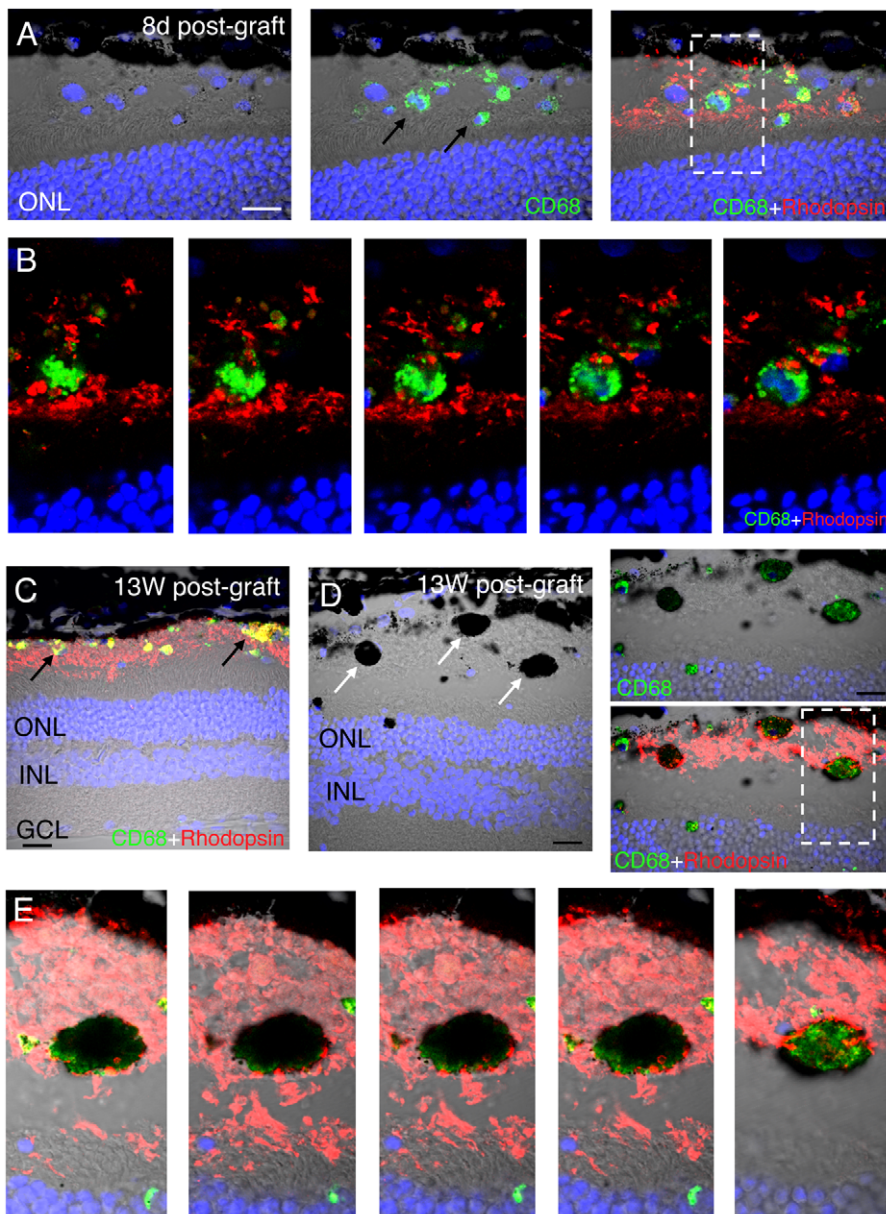 A
8d post-graft
ONL
CD68
CD68+Rhodopsin
B
CD68+Rhodopsin
C
13W post-graft
ONL
INL
GCL
CD68+Rhodopsin
D
13W post-graft
ONL
INL
CD68
CD68+Rhodopsin
E